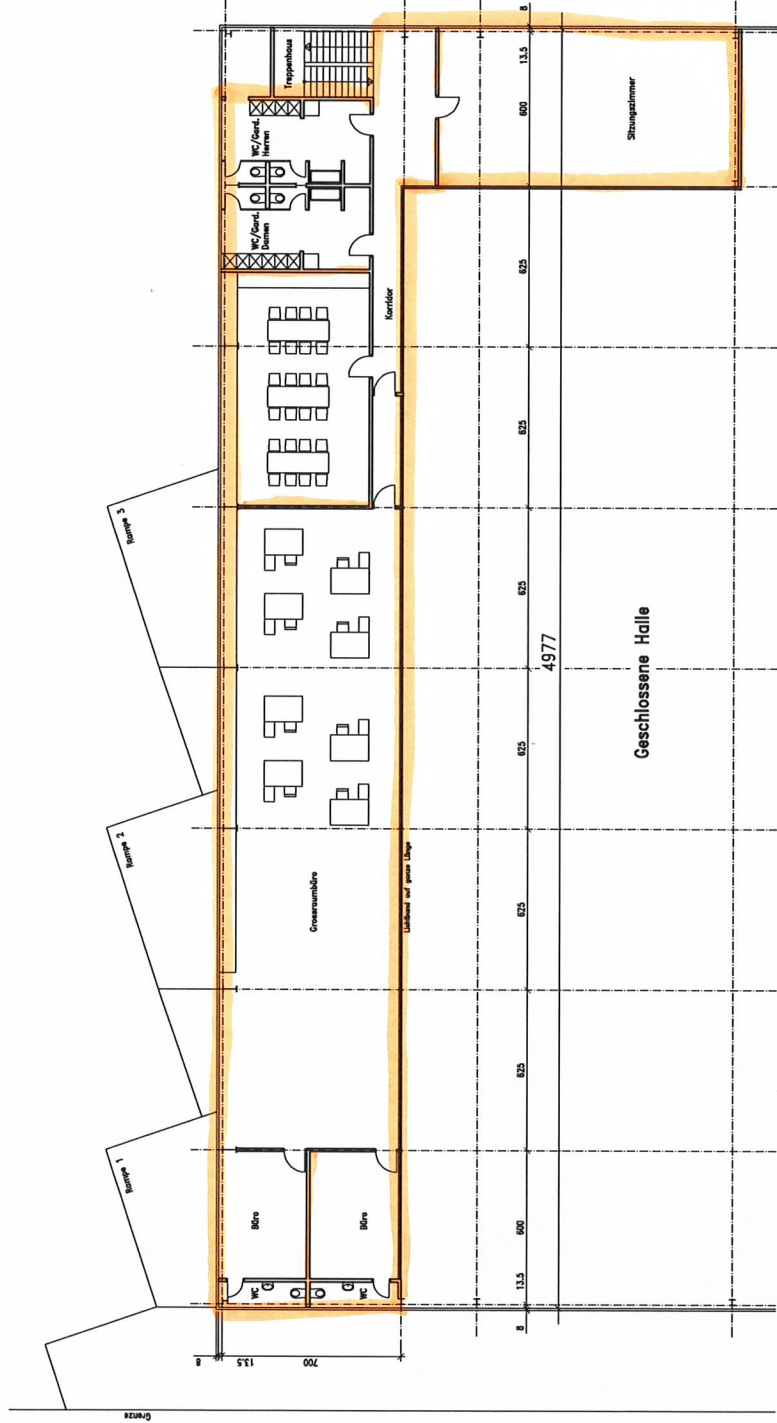 Grenze
Rampe 1
Rampe 2
Rampe 3
WC
WC
Büro
Büro
Grossraumbüro
Lichtband auf ganze Länge
Korridor
WC/Gard.
Damen
WC/Gard.
Herren
Treppenhaus
Sitzungszimmer
Geschlossene Halle
8
13.5
700
8
13.5
600
625
625
625
625
625
625
600
13.5
8
4977